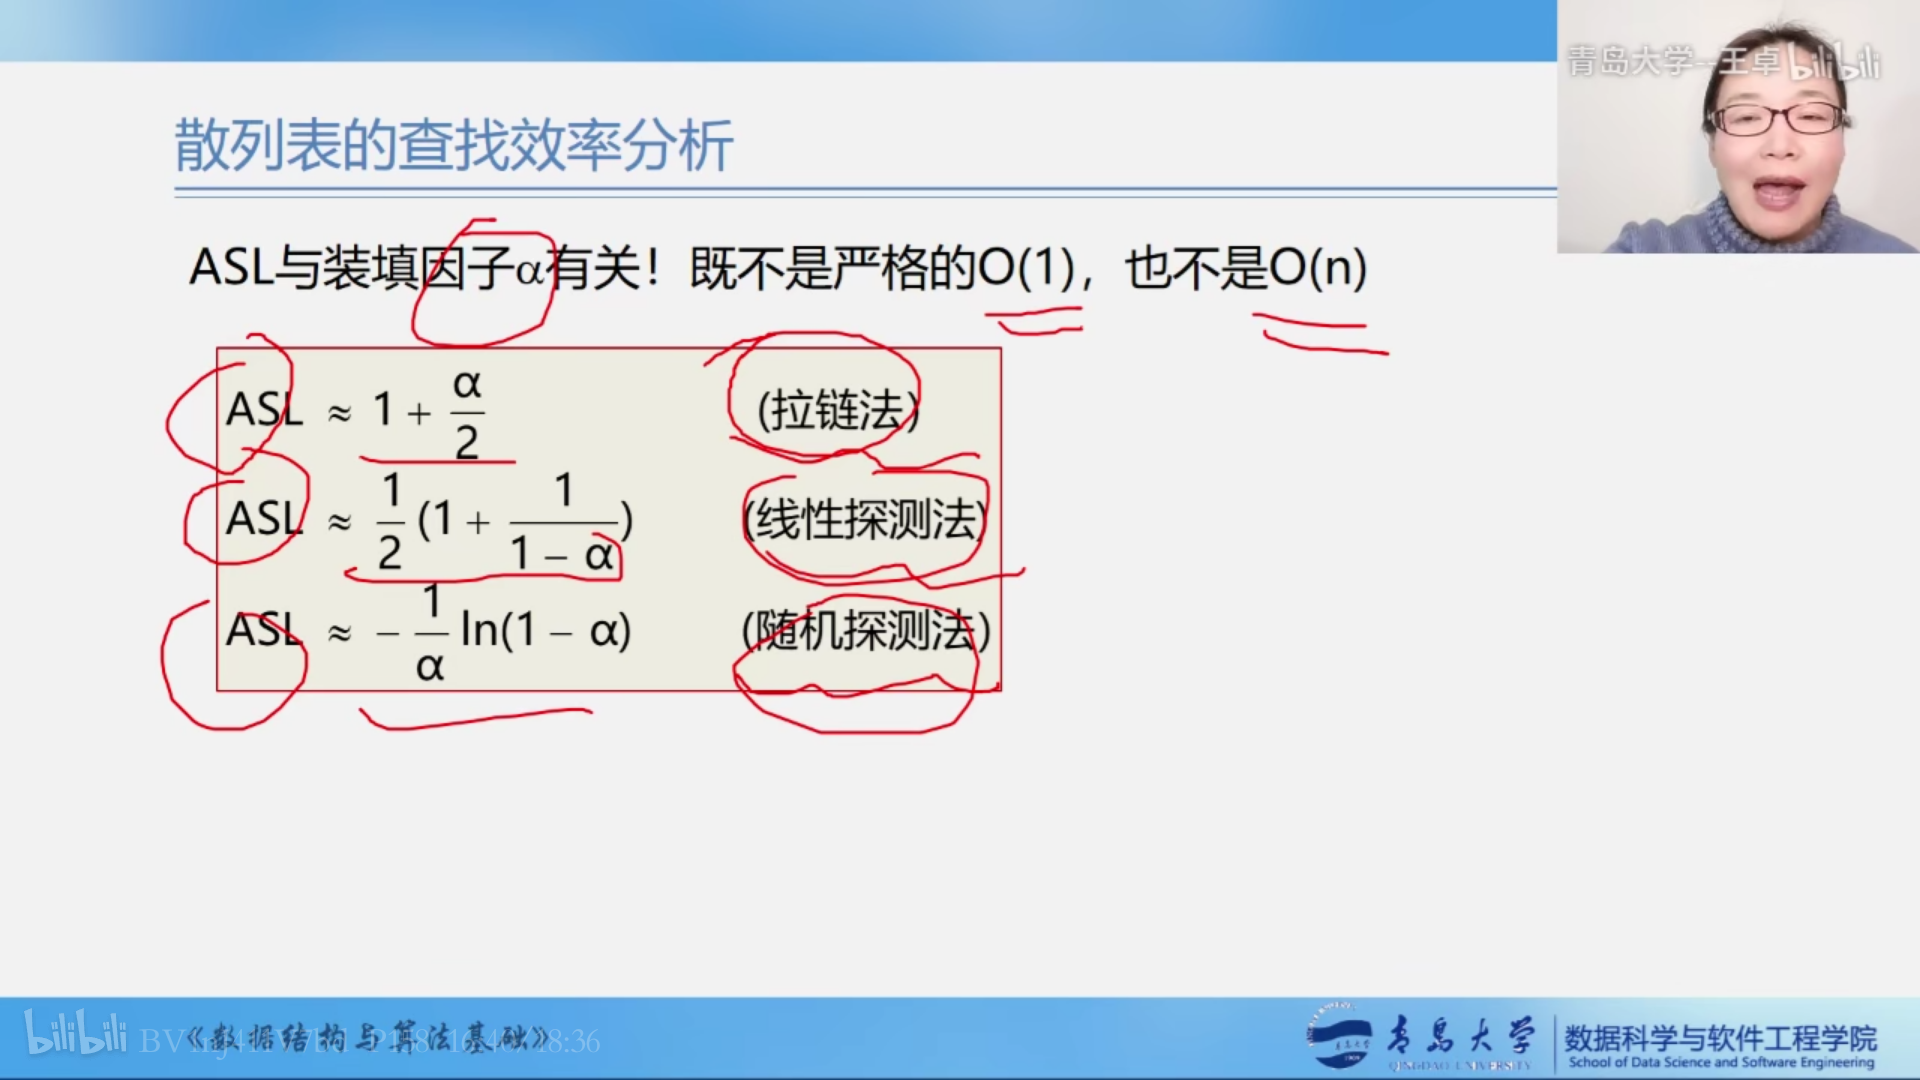 青岛大学--王卓 bilibili
散列表的查找效率分析
ASL与装填因子α有关！既不是严格的O(1)，也不是O(n)
ASL ≈ 1 + α/2 (拉链法)
ASL ≈ 1/2 (1 + 1/(1 − α)) (线性探测法)
ASL ≈ − 1/α ln(1 − α) (随机探测法)
bilibili
《数据结构与算法基础》
青岛大学
QINGDAO UNIVERSITY
数据科学与软件工程学院
School of Data Science and Software Engineering